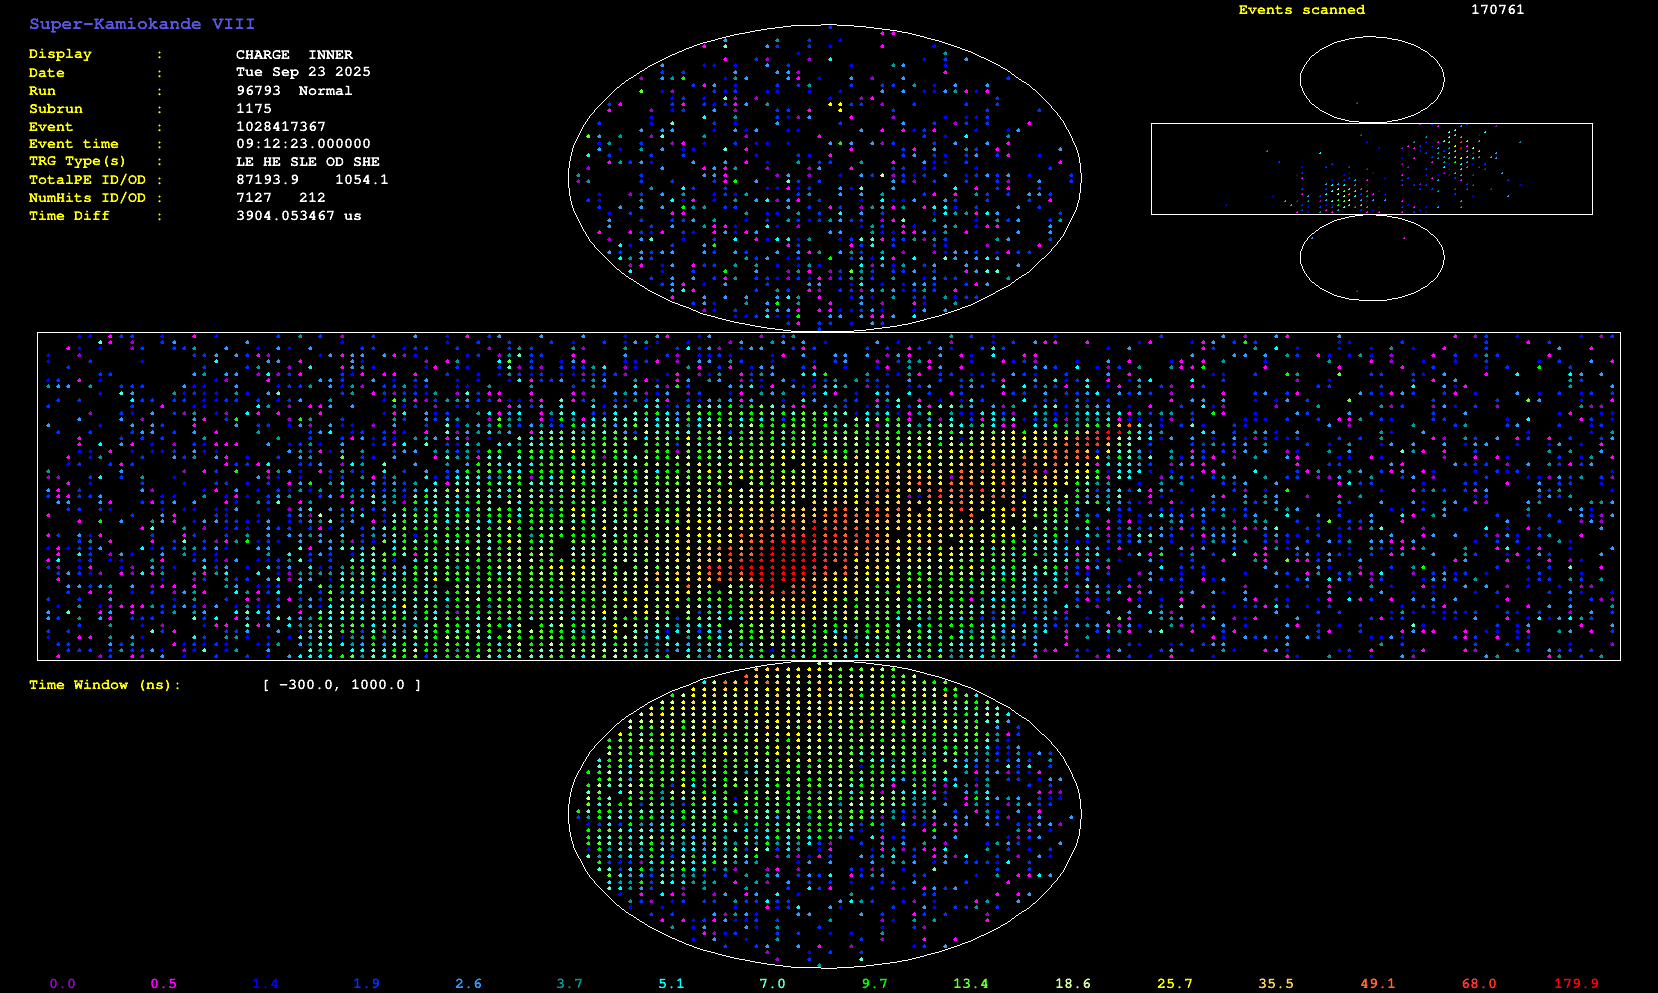 Super-Kamiokande VIII
Events scanned 170761
Display : CHARGE INNER
Date : Tue Sep 23 2025
Run : 96793 Normal
Subrun : 1175
Event : 1028417367
Event time : 09:12:23.000000
TRG Type(s) : LE HE SLE OD SHE
TotalPE ID/OD : 87193.9 1054.1
NumHits ID/OD : 7127 212
Time Diff : 3904.053467 us
Time Window (ns): [ -300.0, 1000.0 ]
0.0 0.5 1.4 1.9 2.6 3.7 5.1 7.0 9.7 13.4 18.6 25.7 35.5 49.1 68.0 179.9